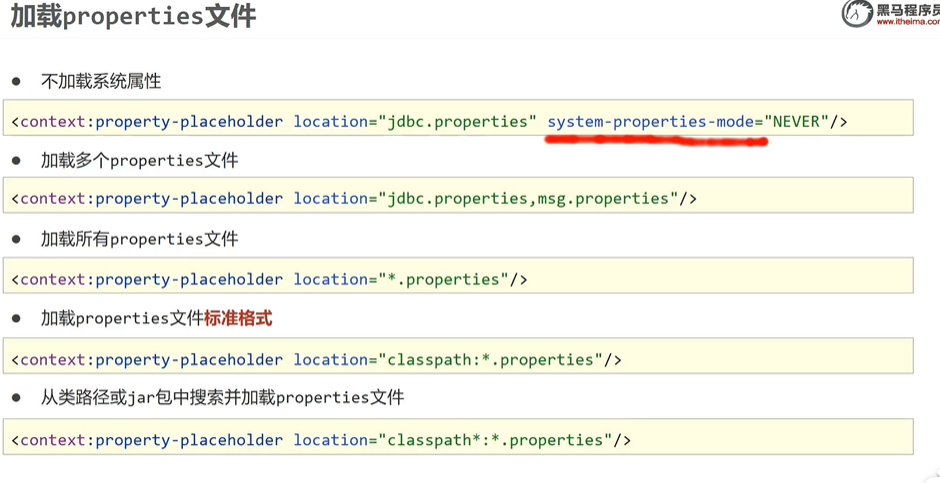 加载properties文件
黑马程序员
www.itheima.com
● 不加载系统属性
<context:property-placeholder location="jdbc.properties" system-properties-mode="NEVER"/>
● 加载多个properties文件
<context:property-placeholder location="jdbc.properties,msg.properties"/>
● 加载所有properties文件
<context:property-placeholder location="*.properties"/>
● 加载properties文件标准格式
<context:property-placeholder location="classpath:*.properties"/>
● 从类路径或jar包中搜索并加载properties文件
<context:property-placeholder location="classpath*:*.properties"/>